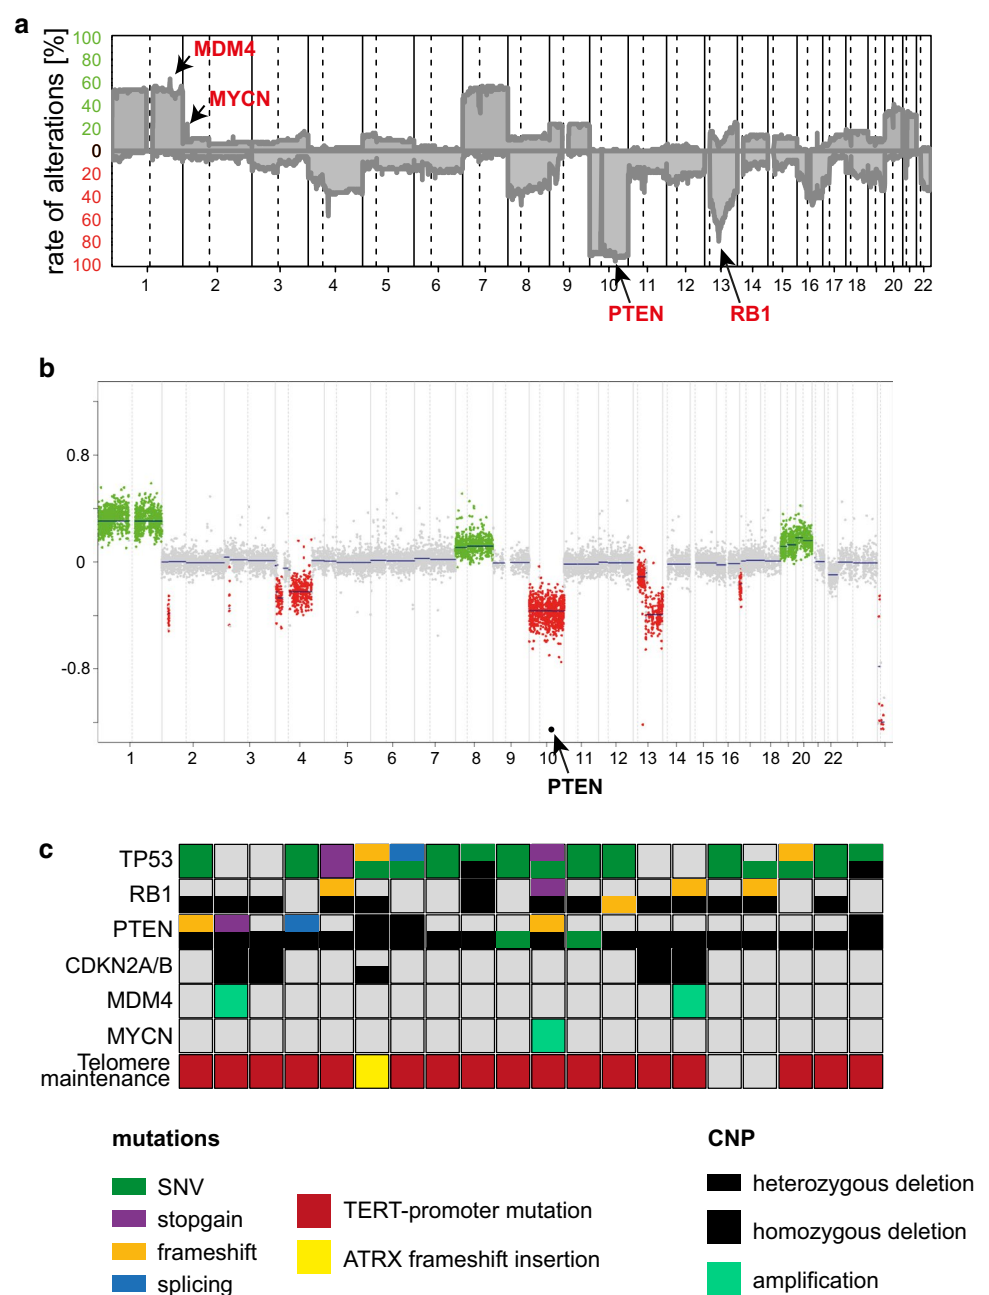 a
rate of alterations [%]
100
80
60
40
20
0
20
40
60
80
100
MDM4
MYCN
1 2 3 4 5 6 7 8 9 10 11 12 13 14 15 16 17 18 20 22
PTEN RB1
b
0.8
0
-0.8
1 2 3 4 5 6 7 8 9 10 11 12 13 14 15 16 18 20 22
PTEN
c
TP53
RB1
PTEN
CDKN2A/B
MDM4
MYCN
Telomere
maintenance
mutations
SNV
stopgain
frameshift
splicing
TERT-promoter mutation
ATRX frameshift insertion
CNP
heterozygous deletion
homozygous deletion
amplification